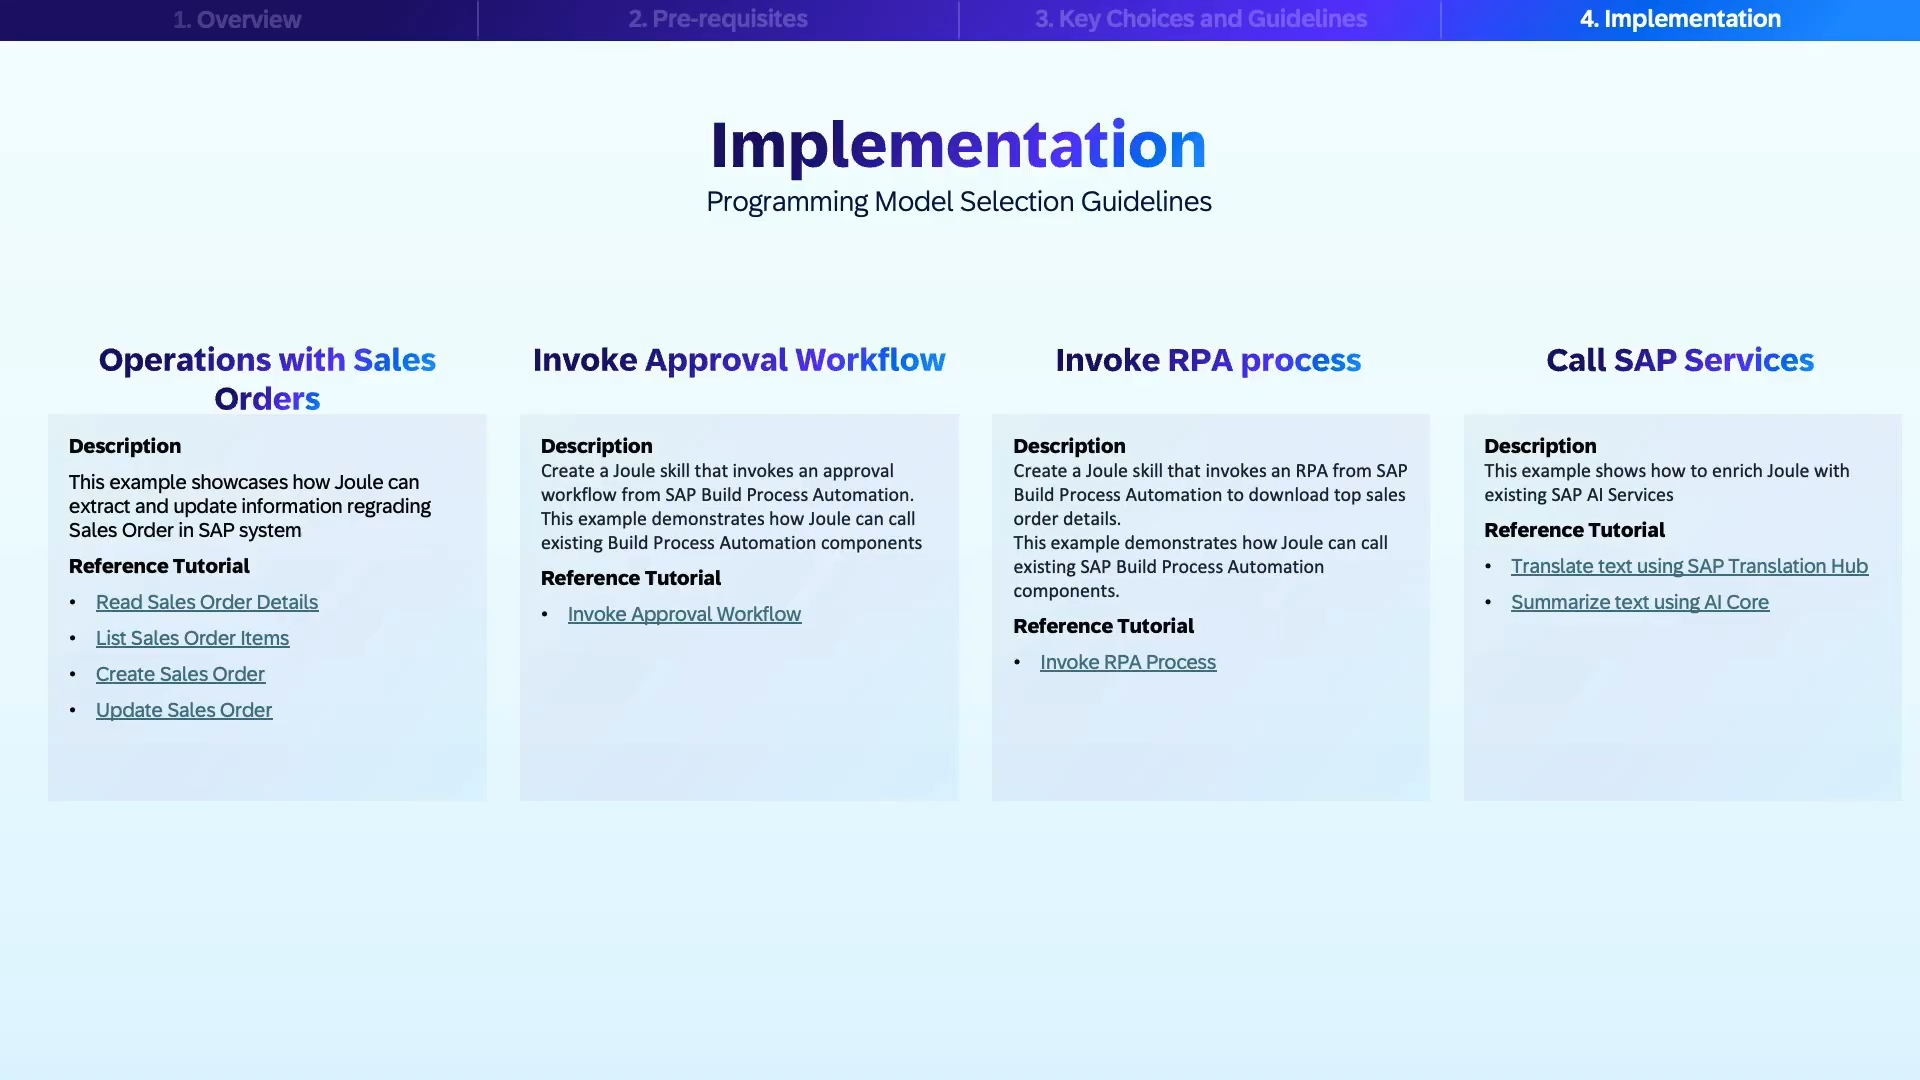 1. Overview
2. Pre-requisites
3. Key Choices and Guidelines
4. Implementation
Implementation
Programming Model Selection Guidelines
Operations with Sales
Orders
Description
This example showcases how Joule can
extract and update information regrading
Sales Order in SAP system
Reference Tutorial
• Read Sales Order Details
• List Sales Order Items
• Create Sales Order
• Update Sales Order
Invoke Approval Workflow
Description
Create a Joule skill that invokes an approval
workflow from SAP Build Process Automation.
This example demonstrates how Joule can call
existing Build Process Automation components
Reference Tutorial
• Invoke Approval Workflow
Invoke RPA process
Description
Create a Joule skill that invokes an RPA from SAP
Build Process Automation to download top sales
order details.
This example demonstrates how Joule can call
existing SAP Build Process Automation
components.
Reference Tutorial
• Invoke RPA Process
Call SAP Services
Description
This example shows how to enrich Joule with
existing SAP AI Services
Reference Tutorial
• Translate text using SAP Translation Hub
• Summarize text using AI Core